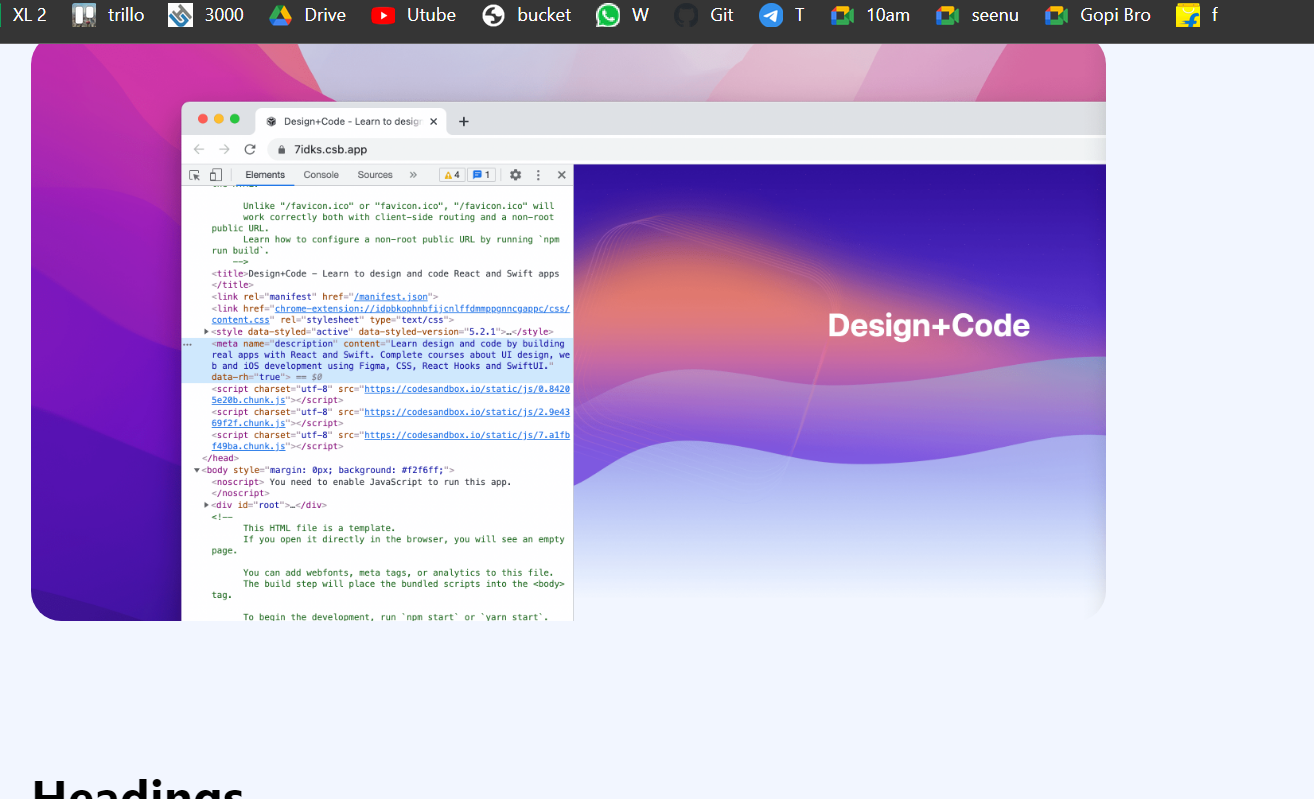 XL 2 trillo 3000 Drive Utube bucket W Git T 10am seenu Gopi Bro f
Design+Code - Learn to desig
7idks.csb.app
Elements Console Sources » 4 1
Unlike "/favicon.ico" or "favicon.ico", "/favicon.ico" will
work correctly both with client-side routing and a non-root
public URL.
Learn how to configure a non-root public URL by running `npm
run build`.
-->
<title>Design+Code - Learn to design and code React and Swift apps
</title>
<link rel="manifest" href="/manifest.json">
<link href="chrome-extension://idpbkophnbfijcnlffdmmppgnncgappc/css/
content.css" rel="stylesheet" type="text/css">
<style data-styled="active" data-styled-version="5.2.1">…</style>
<meta name="description" content="Learn design and code by building
real apps with React and Swift. Complete courses about UI design, we
b and iOS development using Figma, CSS, React Hooks and SwiftUI."
data-rh="true"> == $0
<script charset="utf-8" src="https://codesandbox.io/static/js/0.8420
5e20b.chunk.js"></script>
<script charset="utf-8" src="https://codesandbox.io/static/js/2.9e43
69f2f.chunk.js"></script>
<script charset="utf-8" src="https://codesandbox.io/static/js/7.a1fb
f49ba.chunk.js"></script>
</head>
<body style="margin: 0px; background: #f2f6ff;">
<noscript> You need to enable JavaScript to run this app.
</noscript>
<div id="root">…</div>
<!--
This HTML file is a template.
If you open it directly in the browser, you will see an empty
page.
You can add webfonts, meta tags, or analytics to this file.
The build step will place the bundled scripts into the <body>
tag.
To begin the development, run `npm start` or `yarn start`.
Design+Code
Headings